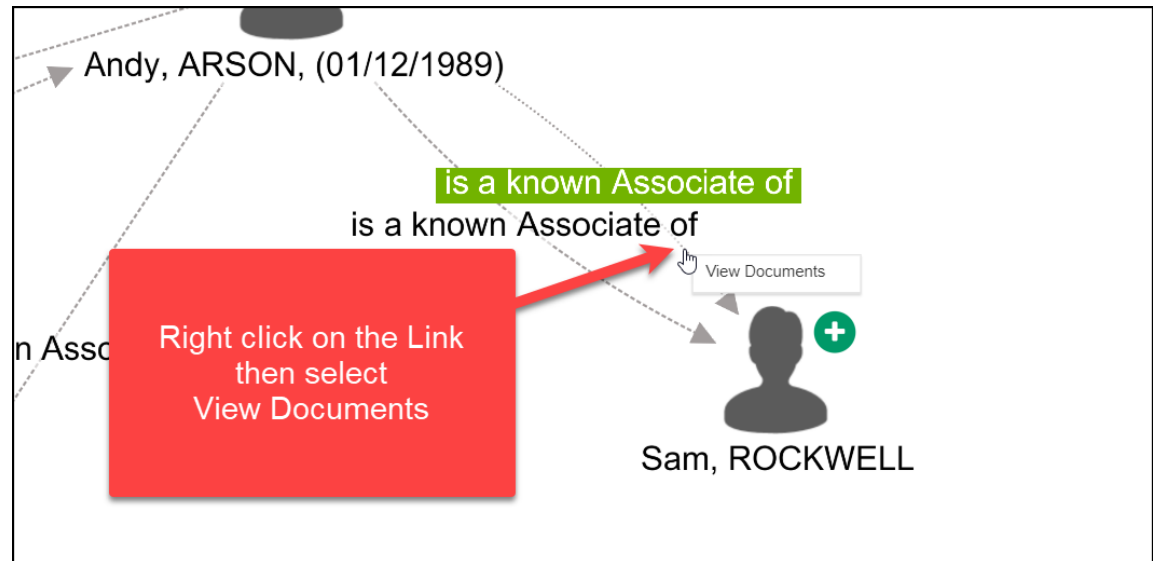 Andy, ARSON, (01/12/1989)
is a known Associate of
is a known Associate of
View Documents
n Assc
Right click on the Link
then select
View Documents
Sam, ROCKWELL